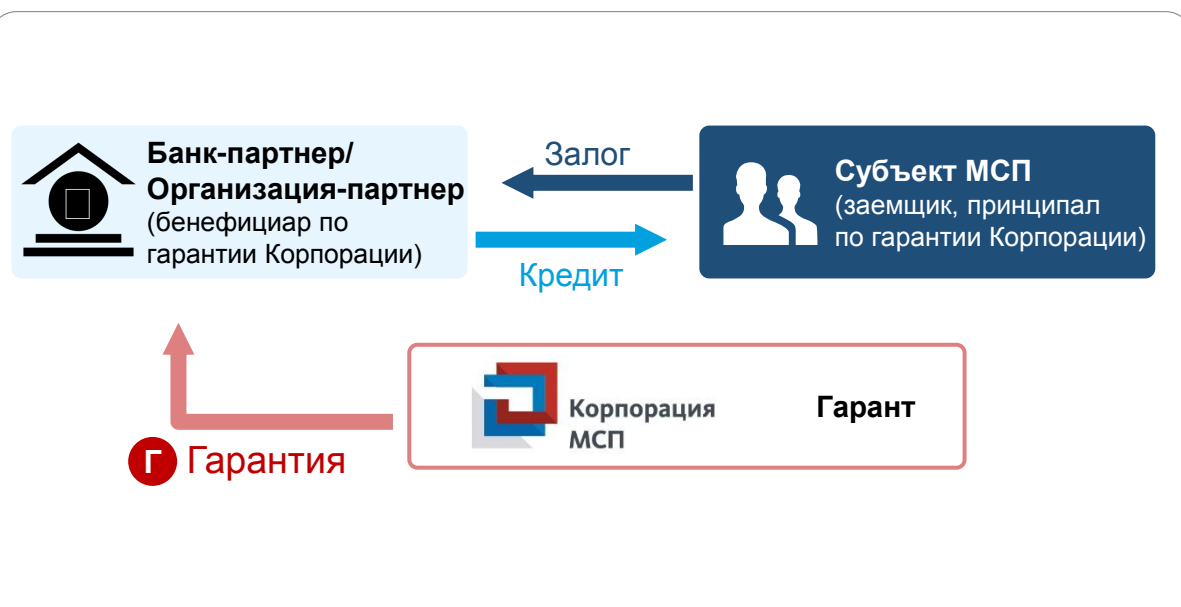 Банк-партнер/
Организация-партнер
(бенефициар по
гарантии Корпорации)
Залог
Кредит
Субъект МСП
(заемщик, принципал
по гарантии Корпорации)
Корпорация
МСП
Гарант
Г Гарантия